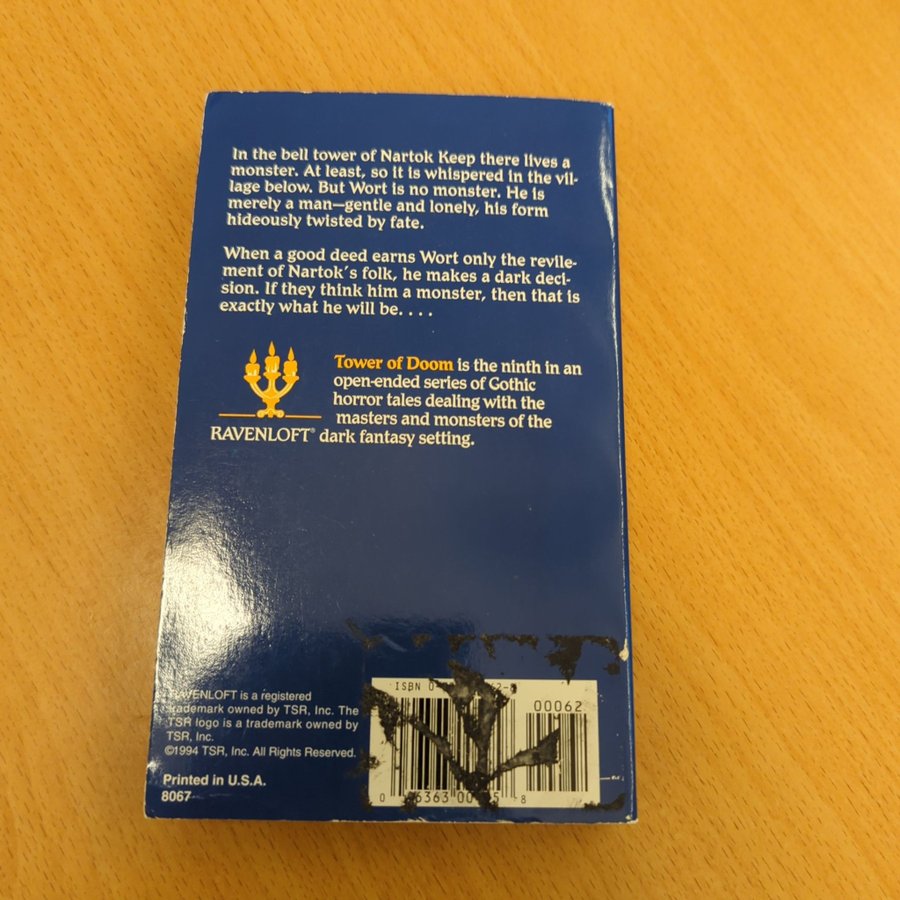 In the bell tower of Nartok Keep there lives a
monster. At least, so it is whispered in the vil-
lage below. But Wort is no monster. He is
merely a man—gentle and lonely, his form
hideously twisted by fate.
When a good deed earns Wort only the revile-
ment of Nartok's folk, he makes a dark deci-
sion. If they think him a monster, then that is
exactly what he will be. . . .
Tower of Doom is the ninth in an
open-ended series of Gothic
horror tales dealing with the
masters and monsters of the
RAVENLOFT® dark fantasy setting.
RAVENLOFT is a registered
trademark owned by TSR, Inc. The
TSR logo is a trademark owned by
TSR, Inc.
©1994 TSR, Inc. All Rights Reserved.
Printed in U.S.A.
8067
ISBN
00062